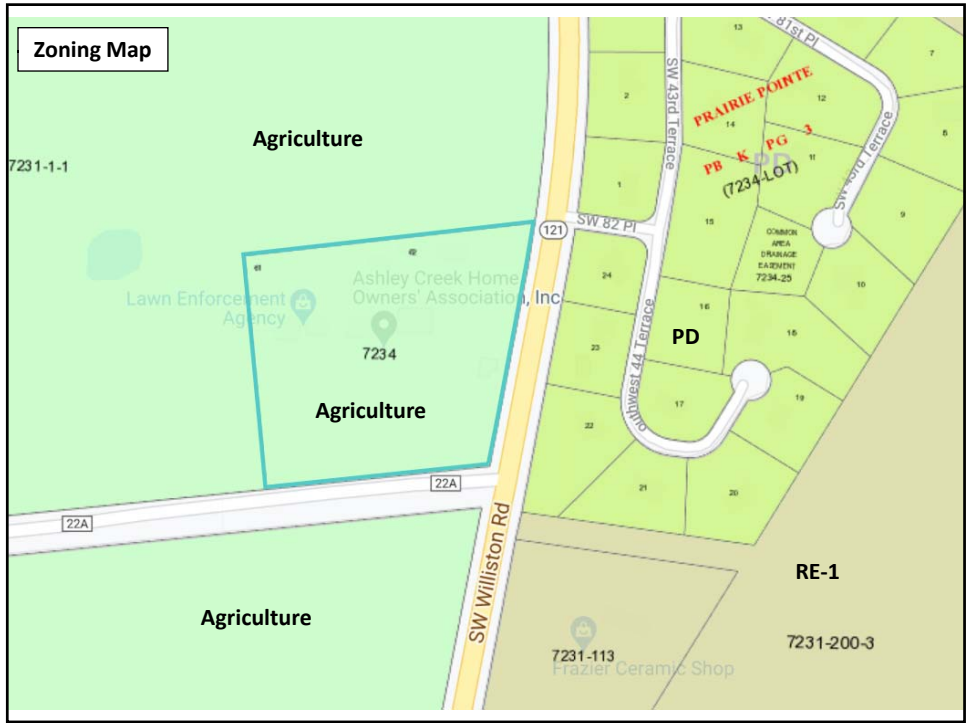 Zoning Map
Agriculture
7231-1-1
13
7
2
12
8
14
11
1
15
9
10
24
16
18
23
17
19
22
21
20
SW 43rd Terrace
81st Pl
SW 43rd Terrace
PRAIRIE POINTE
PB K PG 3
PD
(7234-LOT)
SW 82 Pl
121
COMMON
AREA
DRAINAGE
EASEMENT
7234-25
61
62
Lawn Enforcement
Agency
Ashley Creek Home
Owners' Association, Inc
7234
Agriculture
outhwest 44 Terrace
PD
22A
22A
SW Williston Rd
Agriculture
RE-1
7231-200-3
7231-113
Frazier Ceramic Shop